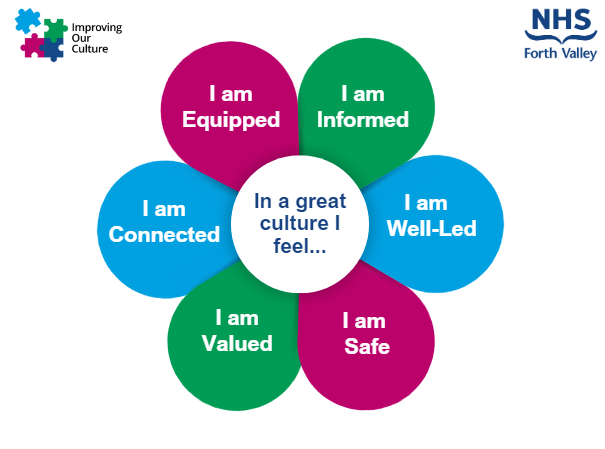 Improving
Our
Culture
NHS
Forth Valley
I am
Equipped
I am
Informed
I am
Connected
In a great
culture I
feel...
I am
Well-Led
I am
Valued
I am
Safe